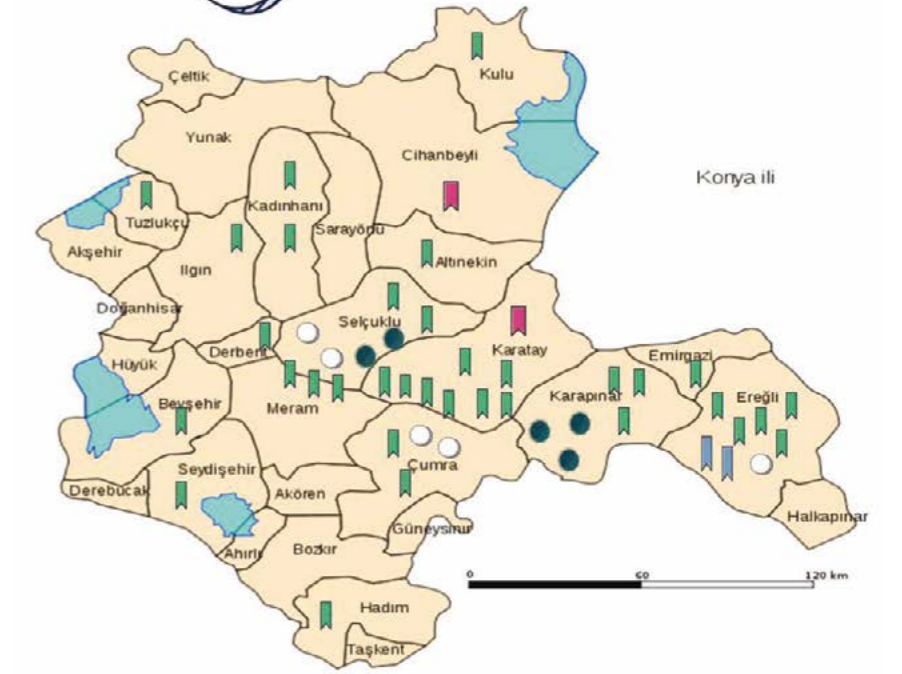 Kulu
Çeltik
Yunak
Cihanbeyli
Konya ili
Kadınhanı
Tuzlukçu
Sarayönü
Akşehir
Altınekin
Ilgın
Doğanhisar
Selçuklu
Karatay
Derbent
Emirgazi
Hüyük
Karapınar
Ereğli
Beyşehir
Meram
Çumra
Seydişehir
Derebucak
Akören
Halkapınar
Güneysınır
Ahırlı
Bozkır
0 60 120 km
Hadım
Taşkent